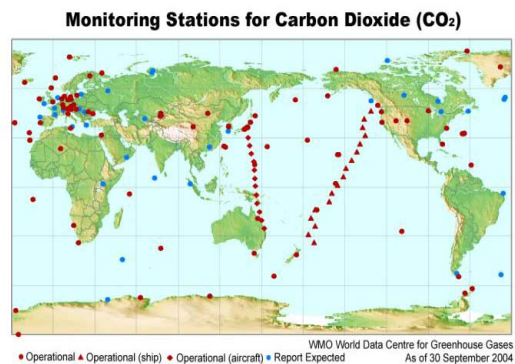 Monitoring Stations for Carbon Dioxide (CO₂)
WMO World Data Centre for Greenhouse Gases
Operational Operational (ship) Operational (aircraft) Report Expected As of 30 September 2004